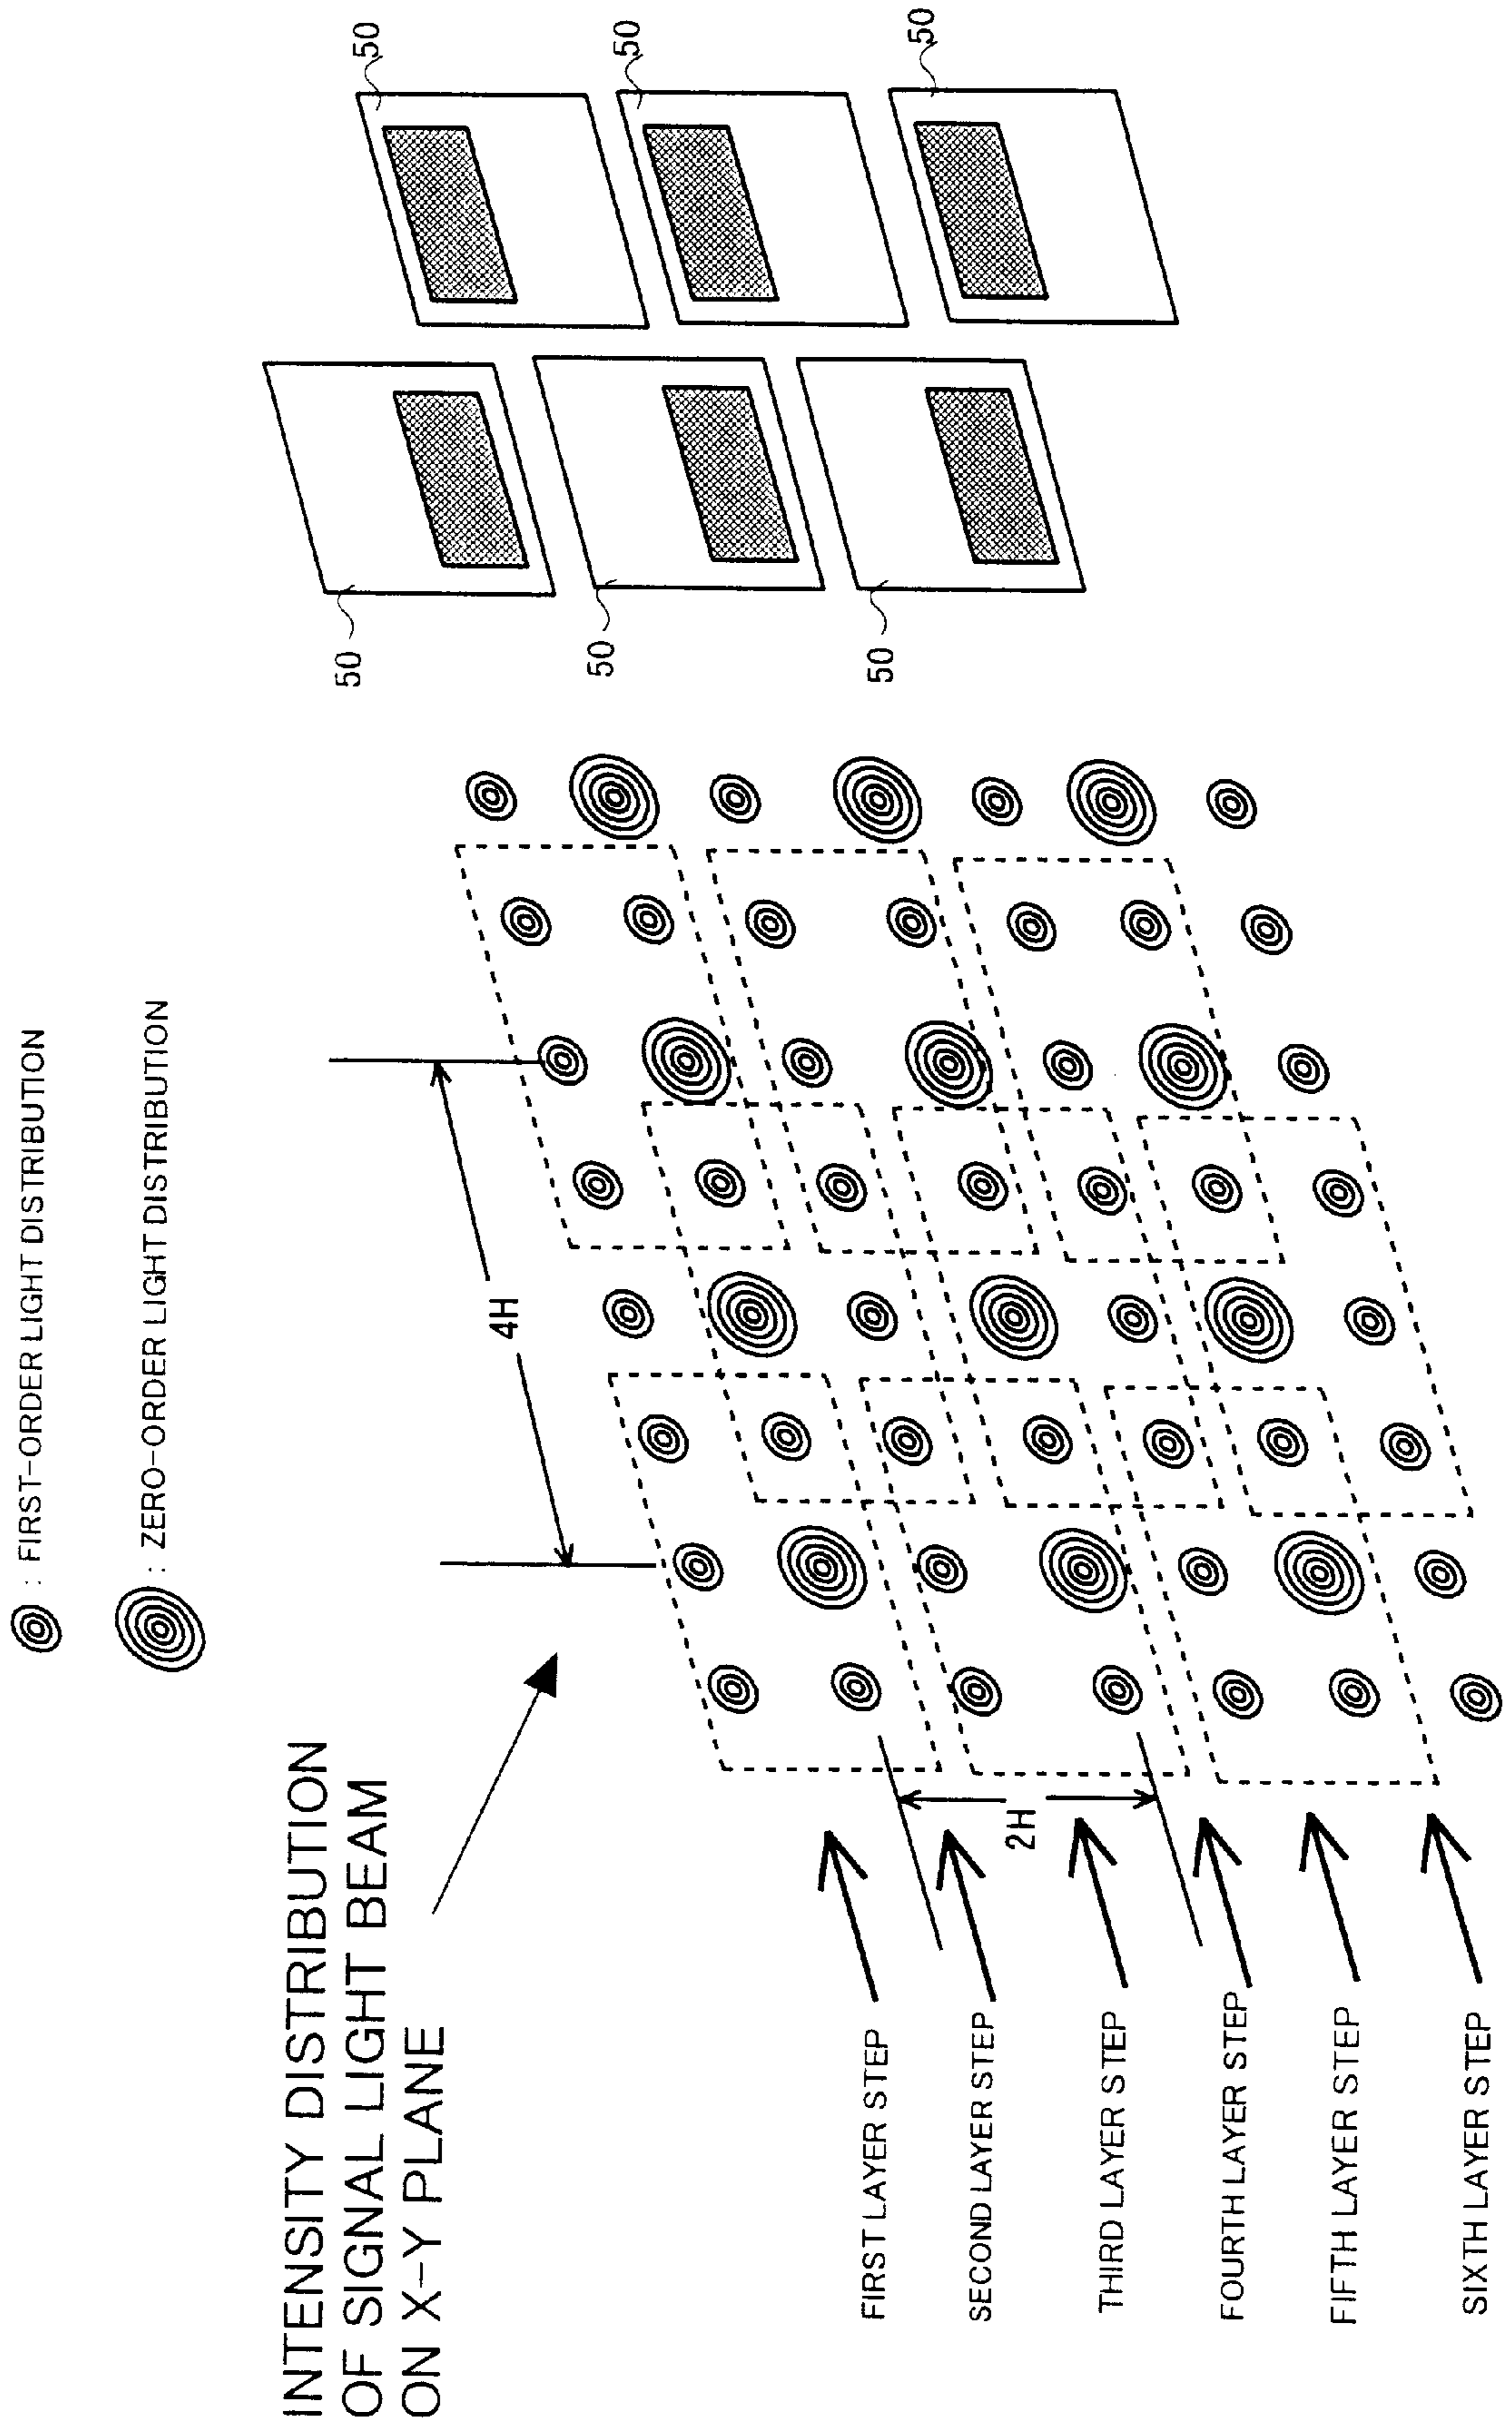 : FIRST-ORDER LIGHT DISTRIBUTION
: ZERO-ORDER LIGHT DISTRIBUTION
INTENSITY DISTRIBUTION
OF SIGNAL LIGHT BEAM
ON X-Y PLANE
4H
2H
50
50
50
50
50
50
FIRST LAYER STEP
SECOND LAYER STEP
THIRD LAYER STEP
FOURTH LAYER STEP
FIFTH LAYER STEP
SIXTH LAYER STEP